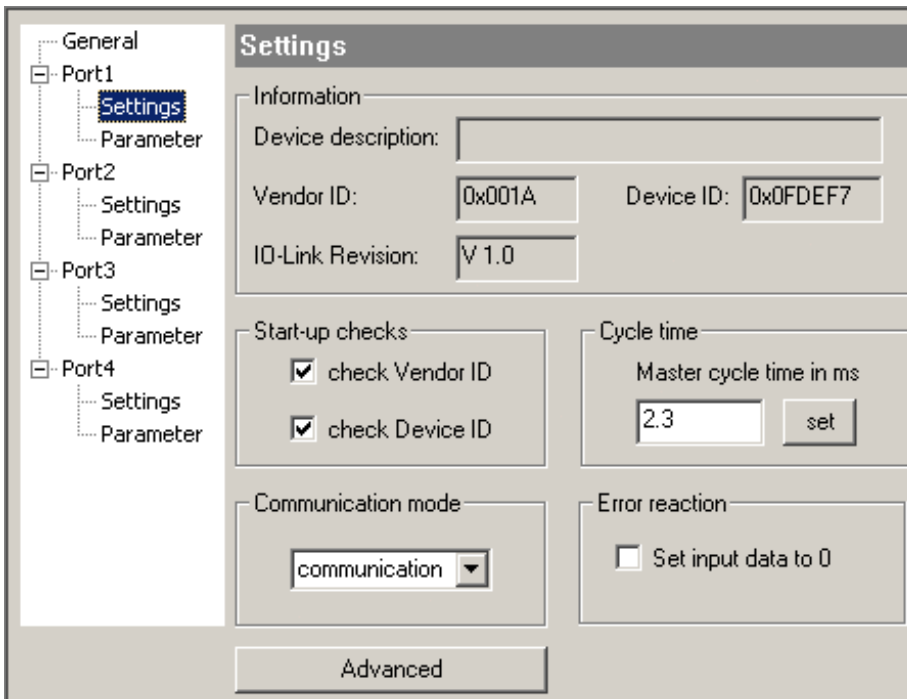 General
Port1
Settings
Parameter
Port2
Settings
Parameter
Port3
Settings
Parameter
Port4
Settings
Parameter
Settings
Information
Device description:
Vendor ID: 0x001A Device ID: 0x0FDEF7
IO-Link Revision: V 1.0
Start-up checks
check Vendor ID
check Device ID
Cycle time
Master cycle time in ms
2.3 set
Communication mode
communication
Error reaction
Set input data to 0
Advanced